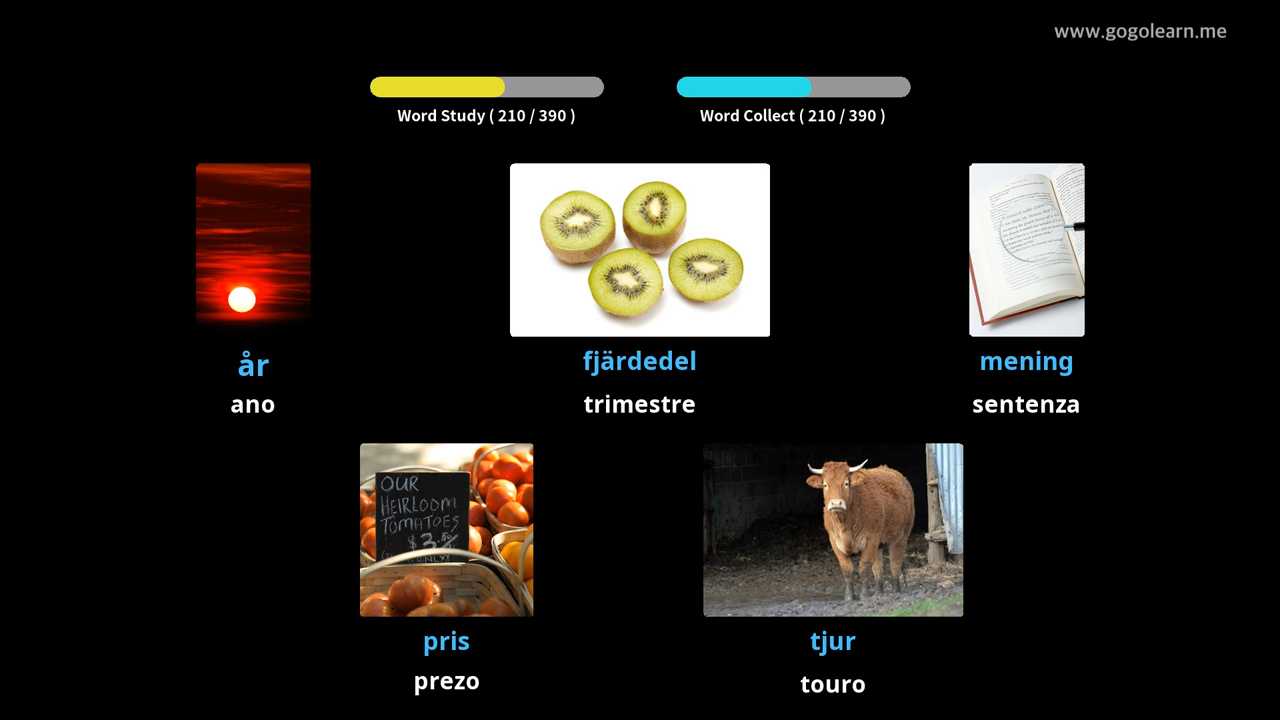 www.gogolearn.me
Word Study ( 210 / 390 )
Word Collect ( 210 / 390 )
år
fjärdedel
mening
ano
trimestre
sentenza
OUR
HEIRLOOM
TOMATOES
pris
tjur
prezo
touro